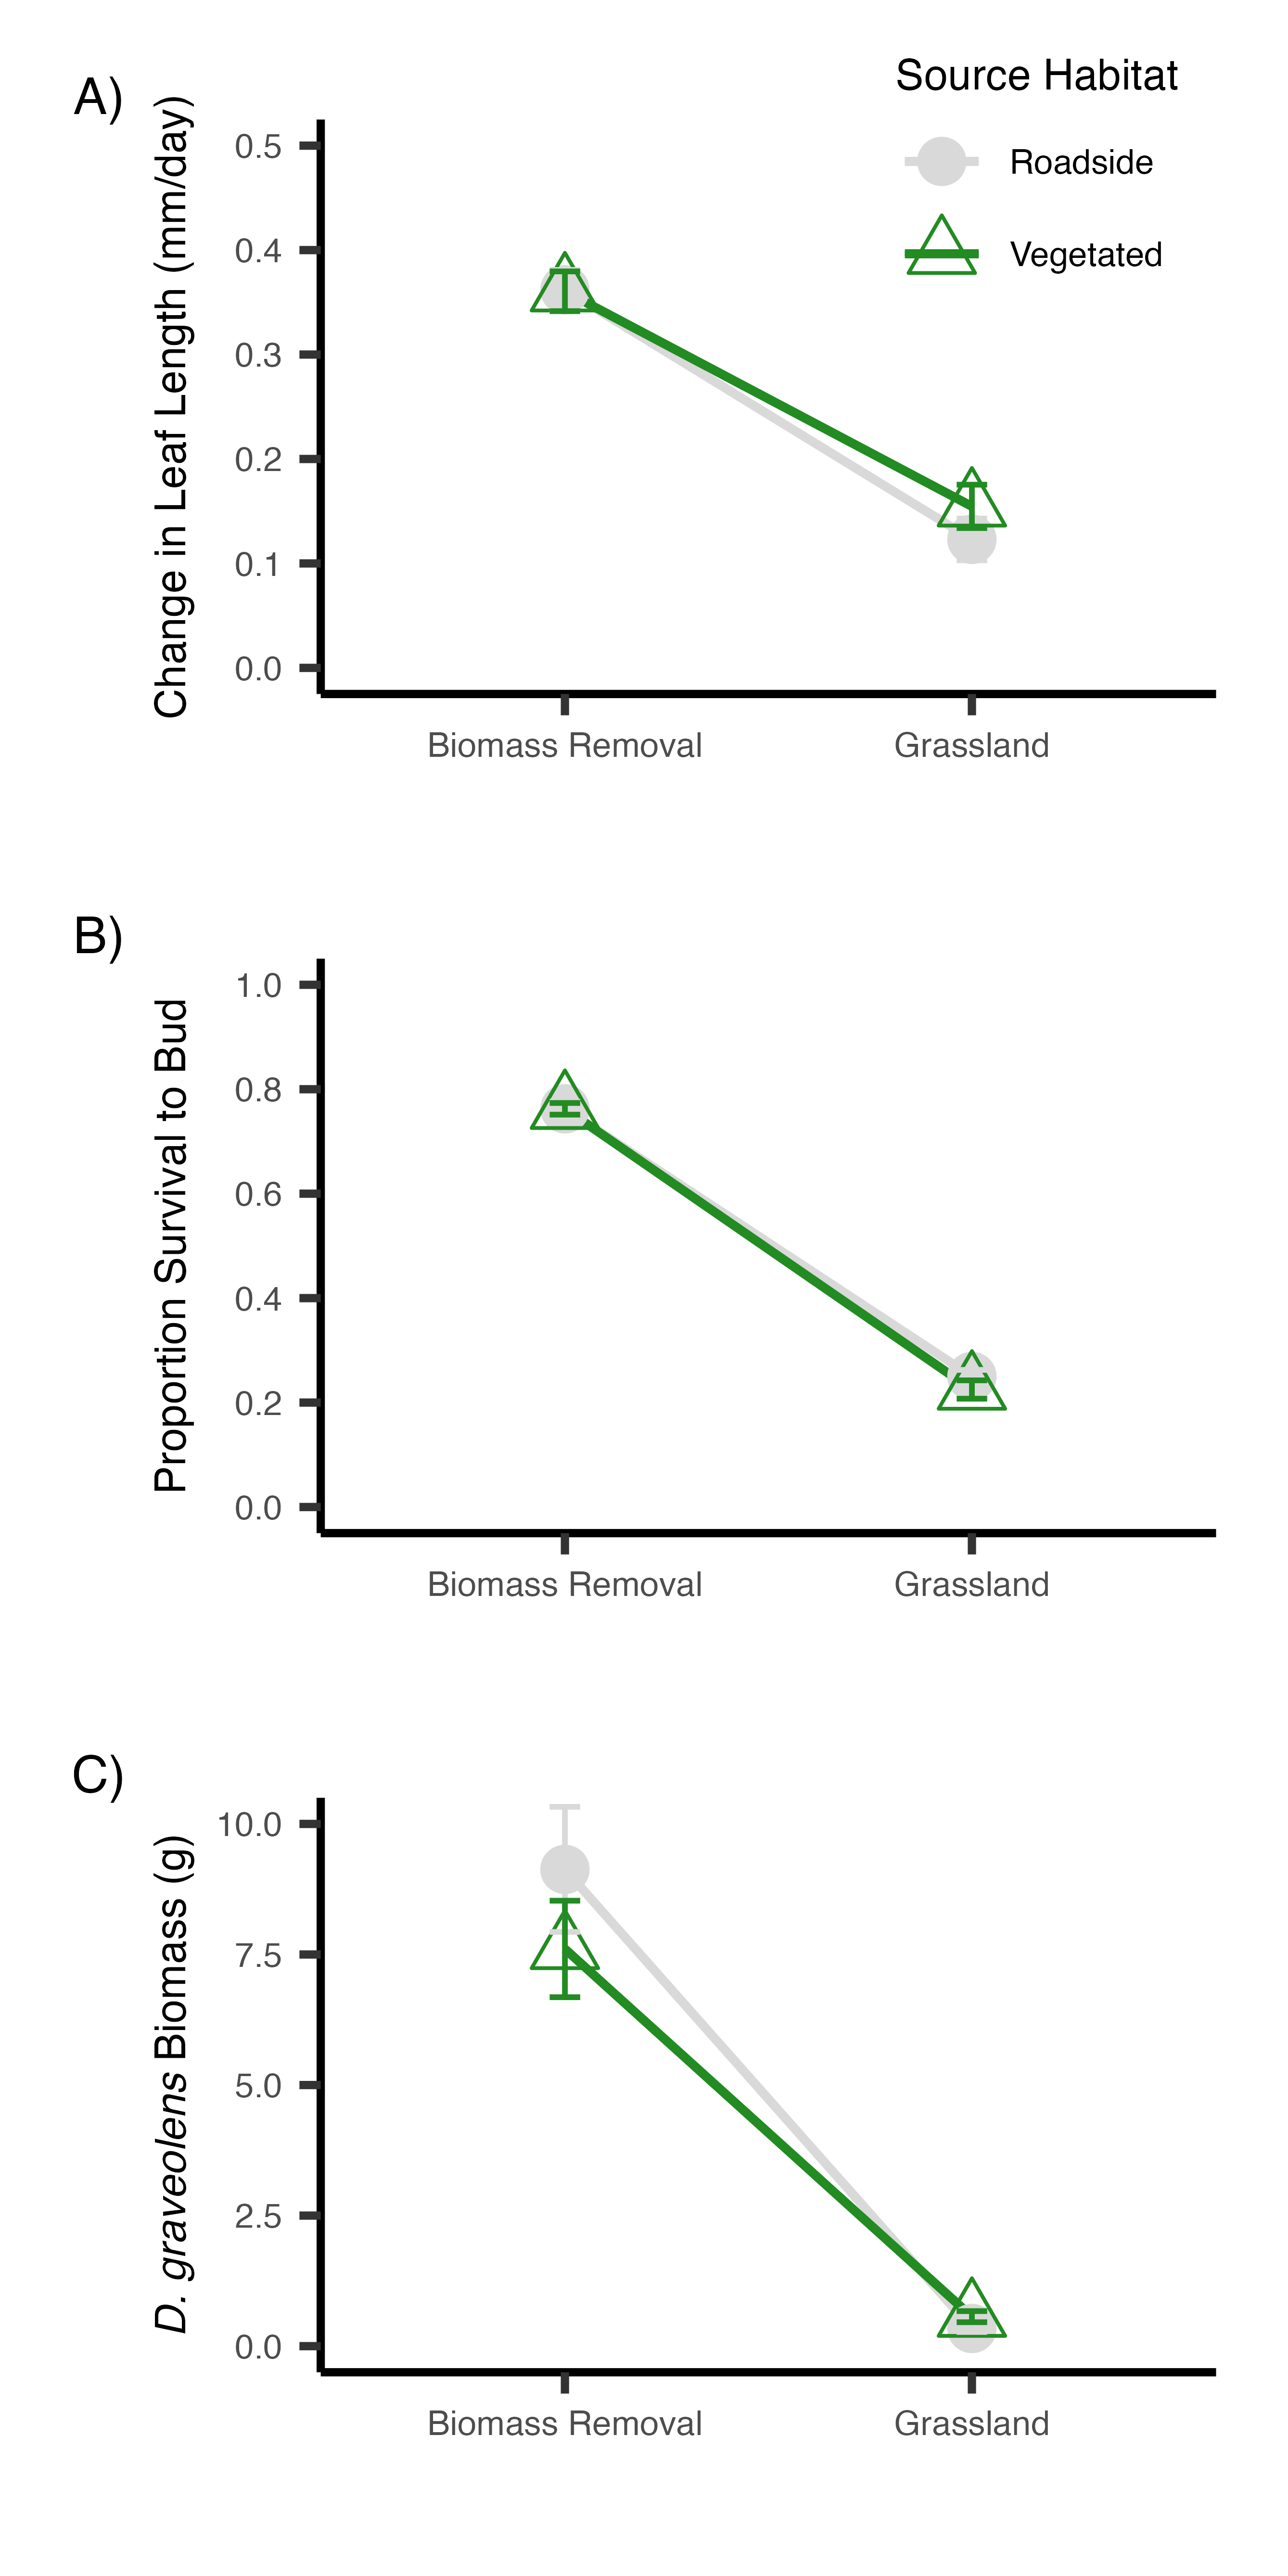 A)
Source Habitat
Roadside
Vegetated
Change in Leaf Length (mm/day)
0.5
0.4
0.3
0.2
0.1
0.0
Biomass Removal Grassland
B)
Proportion Survival to Bud
1.0
0.8
0.6
0.4
0.2
0.0
Biomass Removal Grassland
C)
D. graveolens Biomass (g)
10.0
7.5
5.0
2.5
0.0
Biomass Removal Grassland